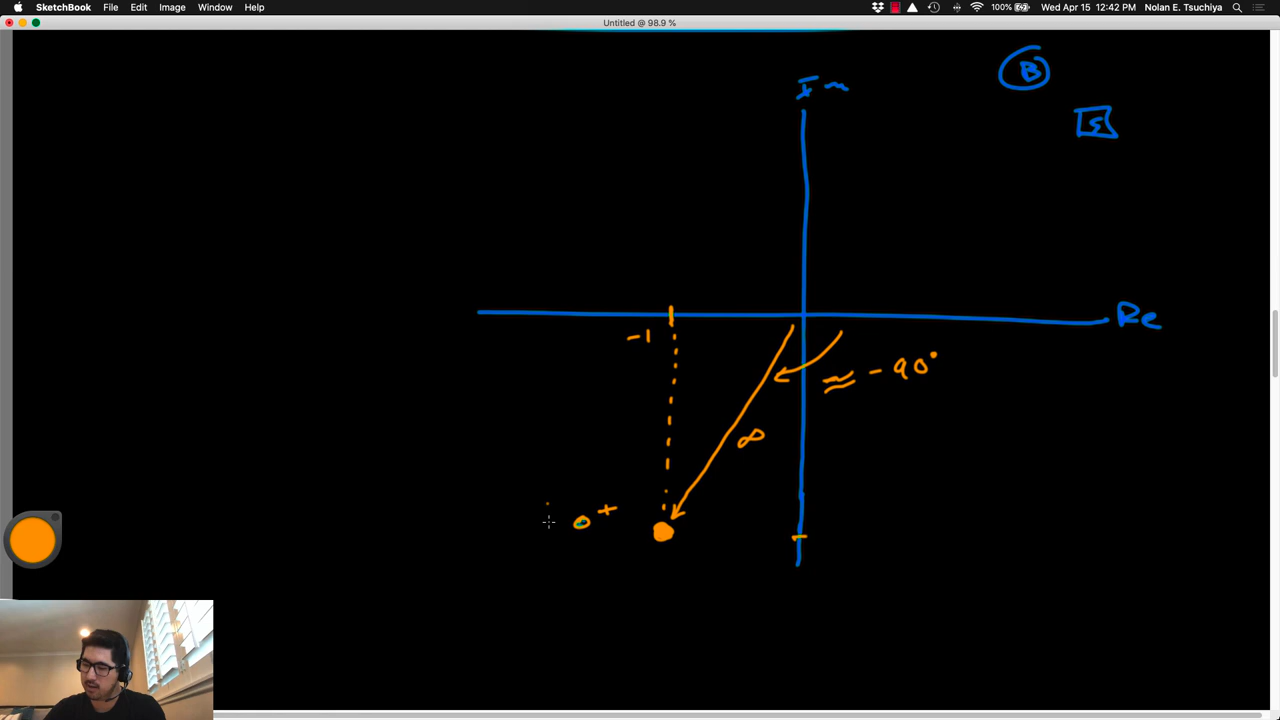 SketchBook File Edit Image Window Help 100% Wed Apr 15 12:42 PM Nolan E. Tsuchiya
Untitled @ 98.9 %
B
Im
S
Re
-1
≈ -90°
∞
0+